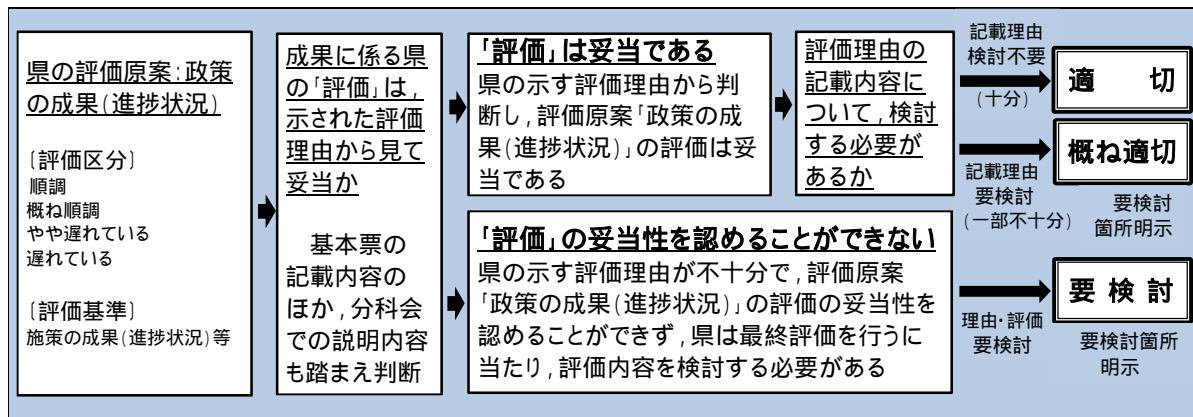 県の評価原案：政策
の成果(進捗状況)
〔評価区分〕
順調
概ね順調
やや遅れている
遅れている
〔評価基準〕
施策の成果(進捗状況)等
成果に係る県
の「評価」は，
示された評価
理由から見て
妥当か
基本票の
記載内容の
ほか，分科会
での説明内容
も踏まえ判断
「評価」は妥当である
県の示す評価理由から判
断し，評価原案「政策の成
果(進捗状況)」の評価は妥
当である
評価理由の
記載内容に
ついて，検討
する必要が
あるか
「評価」の妥当性を認めることができない
県の示す評価理由が不十分で，評価原案
「政策の成果(進捗状況)」の評価の妥当性を
認めることができず，県は最終評価を行うに
当たり，評価内容を検討する必要がある
記載理由
検討不要
(十分)
適　切
記載理由
要検討
(一部不十分)
概ね適切
要検討
箇所明示
理由・評価
要検討
要検討
要検討箇所
明示